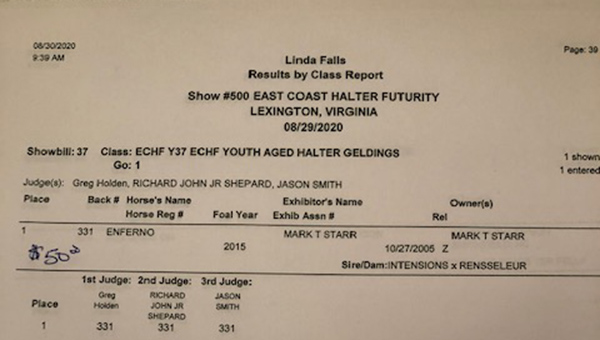 08/30/2020
9:39 AM
Page: 39
Linda Falls
Results by Class Report
Show #500 EAST COAST HALTER FUTURITY
LEXINGTON, VIRGINIA
08/29/2020
Showbill: 37 Class: ECHF Y37 ECHF YOUTH AGED HALTER GELDINGS
Go: 1
1 shown
1 entered
Judge(s): Greg Holden, RICHARD JOHN JR SHEPARD, JASON SMITH
Place Back # Horse's Name Exhibitor's Name Owner(s)
Horse Reg # Foal Year Exhib Assn # Rel
1 331 ENFERNO MARK T STARR MARK T STARR
2015 10/27/2005 Z
$50
Sire/Dam:INTENSIONS x RENSSELEUR
1st Judge: 2nd Judge: 3rd Judge:
Greg RICHARD JASON
Place Holden JOHN JR SMITH
SHEPARD
1 331 331 331